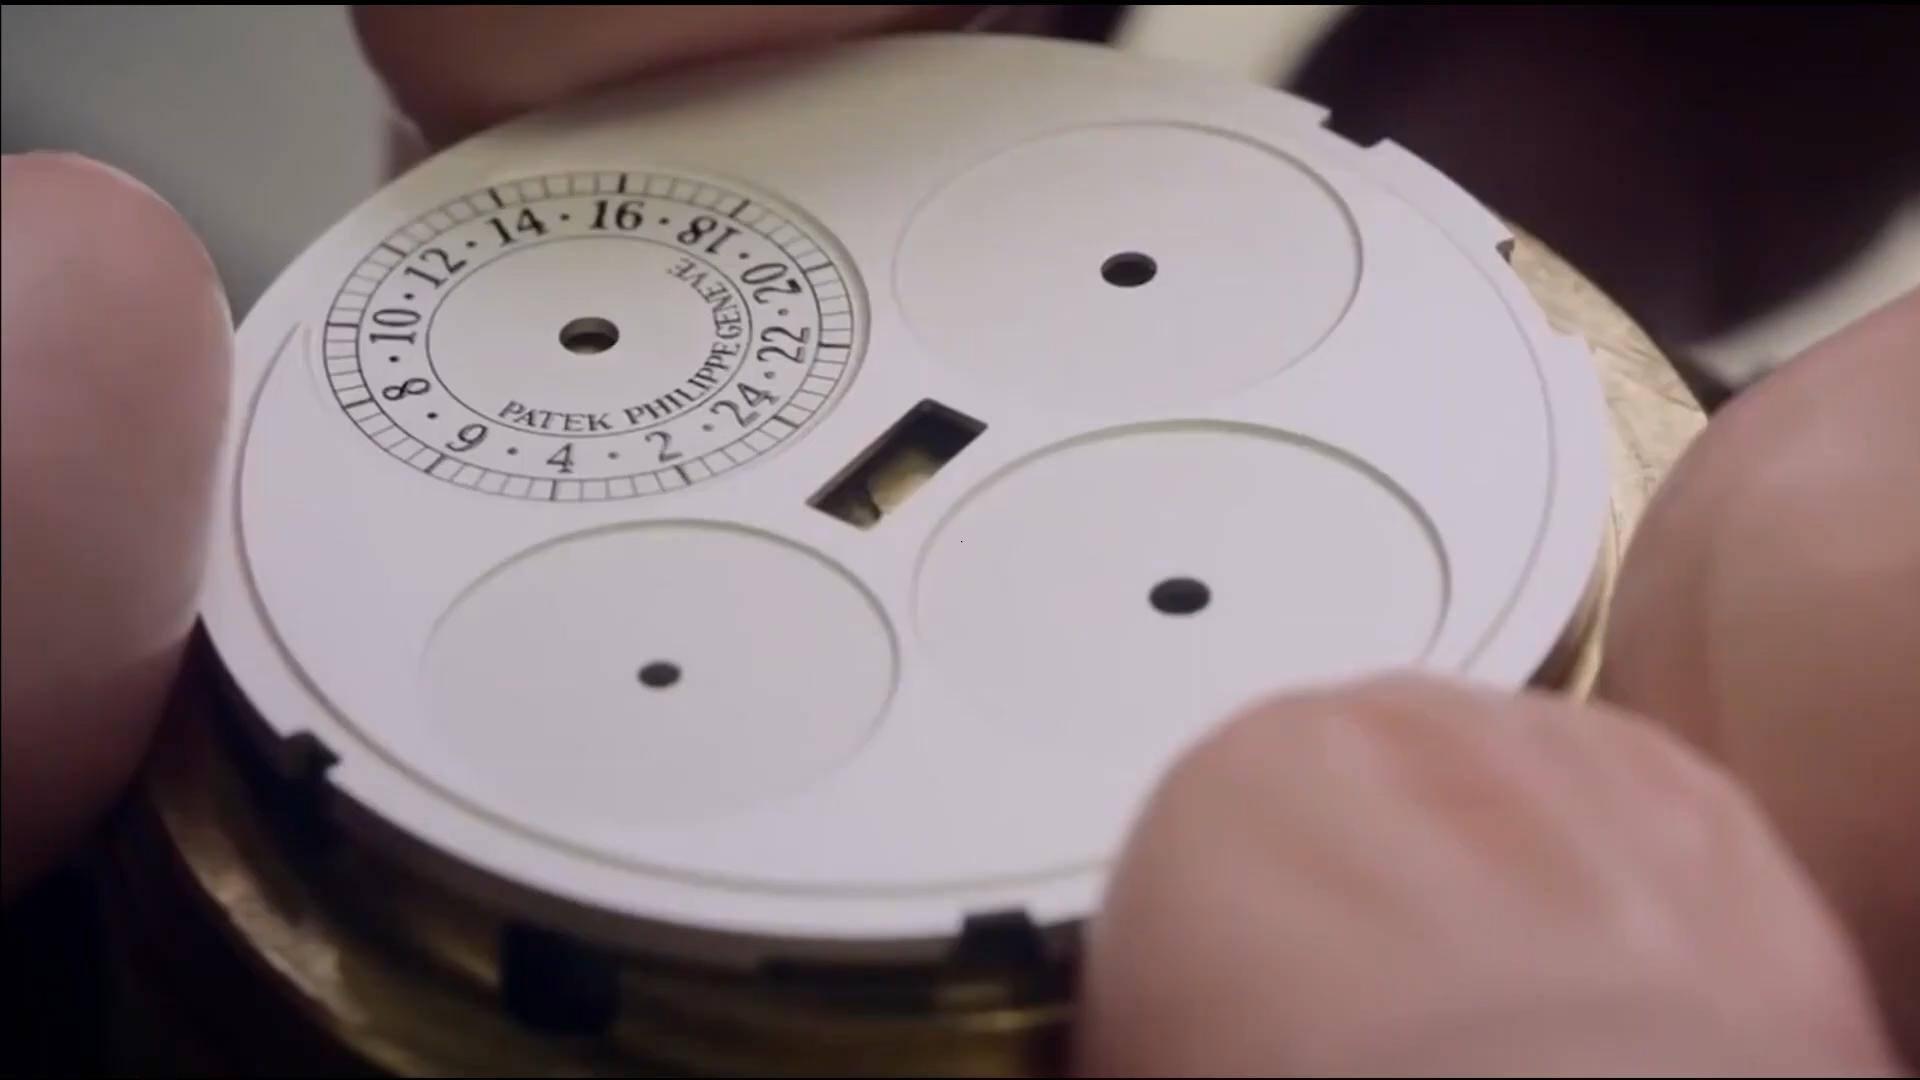 2 · 4 · 6 · 8 · 10 · 12 · 14 · 16 · 18 · 20 · 22 · 24 ·
PATEK PHILIPPE
GENEVE